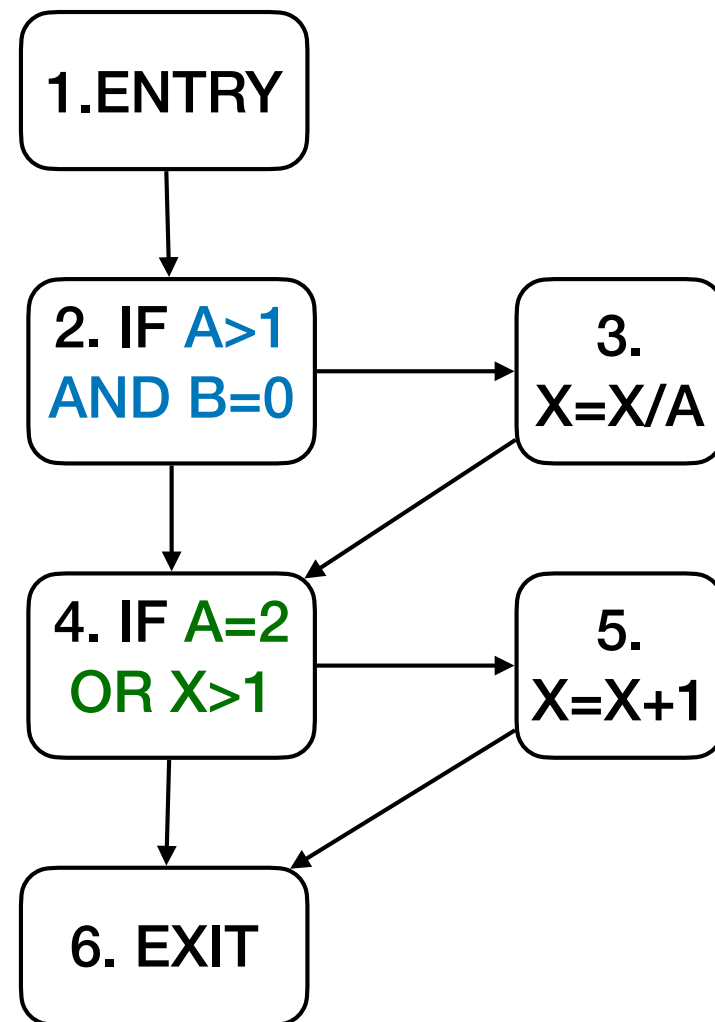 1.ENTRY
2. IF A>1
AND B=0
3.
X=X/A
4. IF A=2
OR X>1
5.
X=X+1
6. EXIT